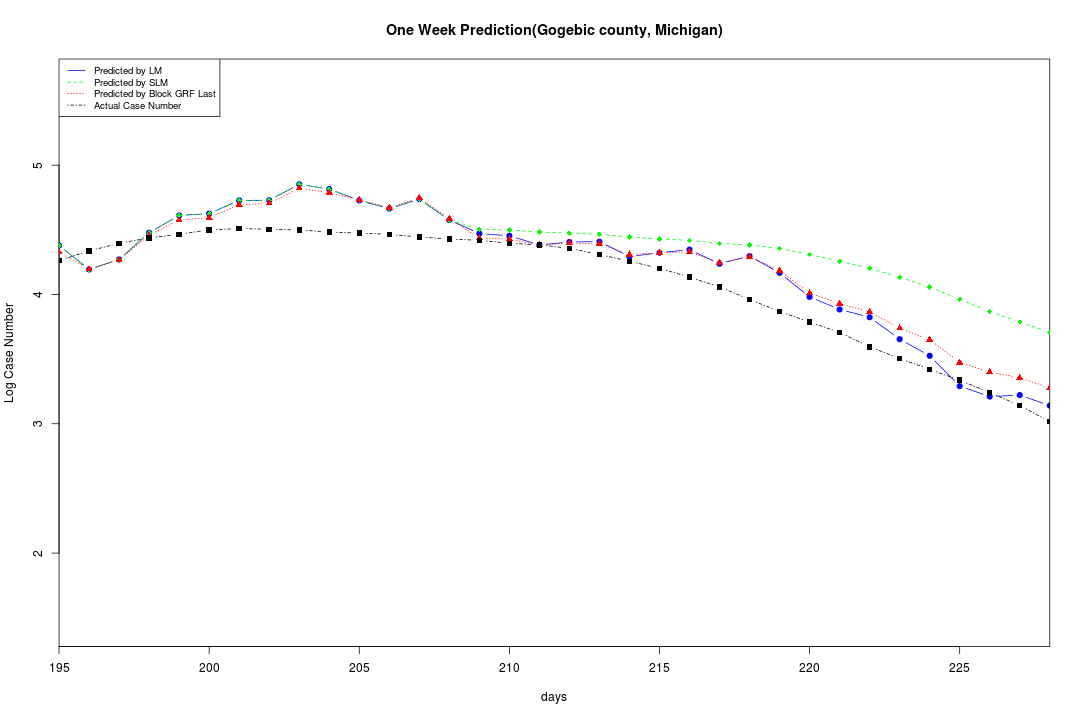 One Week Prediction(Gogebic county, Michigan)
Predicted by LM
Predicted by SLM
Predicted by Block GRF Last
Actual Case Number
5
4
3
2
Log Case Number
195 200 205 210 215 220 225
days